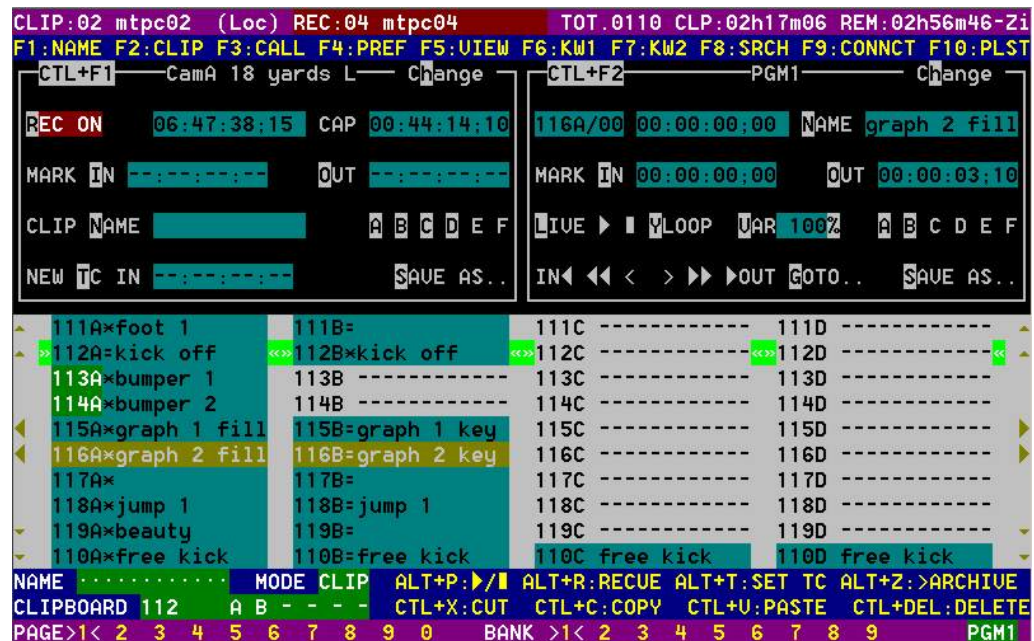 CLIP:02 mtpc02 (Loc) REC:04 mtpc04 TOT.0110 CLP:02h17m06 REM:02h56m46-Zi
F1:NAME F2:CLIP F3:CALL F4:PREF F5:VIEW F6:KW1 F7:KW2 F8:SRCH F9:CONNCT F10:PLST
CTL+F1 CamA 18 yards L Change CTL+F2 PGM1 Change
REC ON 06:47:38;15 CAP 00:44:14;10 116A/00 00:00:00;00 NAME graph 2 fill
MARK IN --:--:--:-- OUT --:--:--:-- MARK IN 00:00:00;00 OUT 00:00:03;10
CLIP NAME A B C D E F LIVE ▶ ▮ YLOOP VAR 100% A B C D E F
NEW TC IN --:--:--:-- SAVE AS.. IN◀ ◀◀ < > ▶▶ ▶OUT GOTO.. SAVE AS..
111A*foot 1 111B= 111C ------------ 111D ------------
»112A=kick off «»112B*kick off «»112C ------------«»112D ------------«
113A*bumper 1 113B ------------ 113C ------------ 113D ------------
114A*bumper 2 114B ------------ 114C ------------ 114D ------------
115A*graph 1 fill 115B=graph 1 key 115C ------------ 115D ------------
116A*graph 2 fill 116B=graph 2 key 116C ------------ 116D ------------
117A* 117B= 117C ------------ 117D ------------
118A*jump 1 118B=jump 1 118C ------------ 118D ------------
119A*beauty 119B= 119C ------------ 119D ------------
110A*free kick 110B=free kick 110C free kick 110D free kick
NAME ············ MODE CLIP ALT+P:▶/▮ ALT+R:RECUE ALT+T:SET TC ALT+Z:>ARCHIVE
CLIPBOARD 112 A B - - - - CTL+X:CUT CTL+C:COPY CTL+V:PASTE CTL+DEL:DELETE
PAGE>1< 2 3 4 5 6 7 8 9 0 BANK >1< 2 3 4 5 6 7 8 9 PGM1